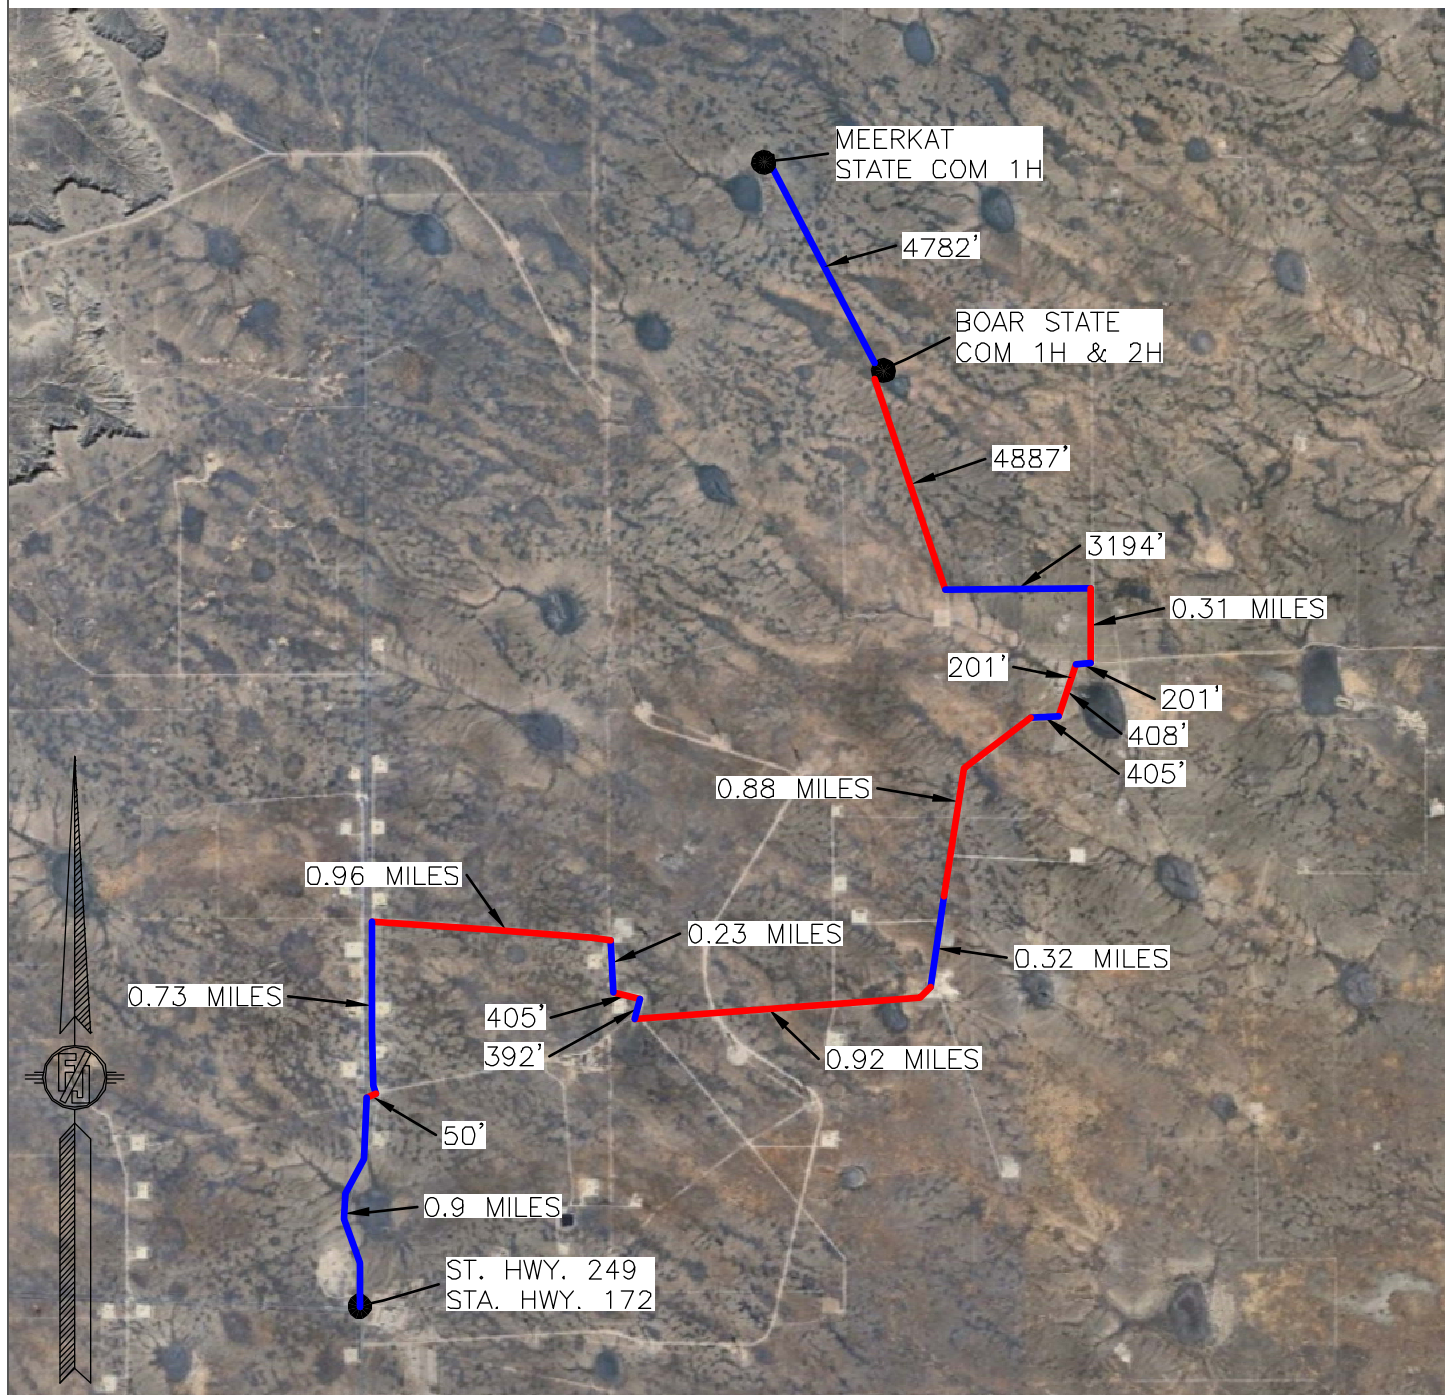 MEERKAT
STATE COM 1H
4782'
BOAR STATE
COM 1H & 2H
4887'
3194'
0.31 MILES
201'
201'
408'
405'
0.88 MILES
0.96 MILES
0.23 MILES
0.32 MILES
0.73 MILES
405'
392'
0.92 MILES
50'
0.9 MILES
ST. HWY. 249
STA. HWY. 172